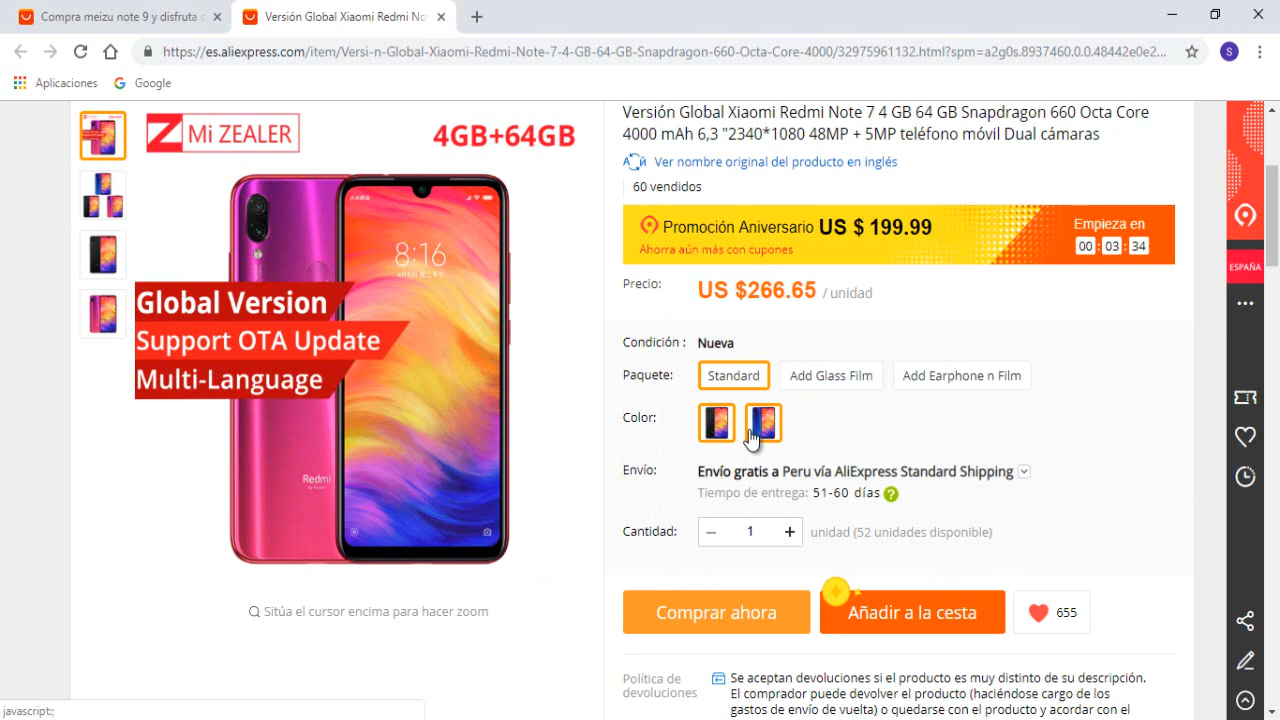 Compra meizu note 9 y disfruta d
Versión Global Xiaomi Redmi No
https://es.aliexpress.com/item/Versi-n-Global-Xiaomi-Redmi-Note-7-4-GB-64-GB-Snapdragon-660-Octa-Core-4000/32975961132.html?spm=a2g0s.8937460.0.0.48442e0e2...
S
Aplicaciones
Google
Mi ZEALER
4GB+64GB
小米移动
8:16
Global Version
Support OTA Update
Multi-Language
Redmi
by Xiaomi
Sitúa el cursor encima para hacer zoom
Versión Global Xiaomi Redmi Note 7 4 GB 64 GB Snapdragon 660 Octa Core
4000 mAh 6,3 "2340*1080 48MP + 5MP teléfono móvil Dual cámaras
Ver nombre original del producto en inglés
60 vendidos
Promoción Aniversario US $ 199.99
Ahorra aún más con cupones
Empieza en
00 : 03 : 34
Precio:
US $266.65 / unidad
Condición : Nueva
Paquete: Standard Add Glass Film Add Earphone n Film
Color:
Envío: Envío gratis a Peru vía AliExpress Standard Shipping
Tiempo de entrega: 51-60 días ?
Cantidad: − 1 + unidad (52 unidades disponible)
Comprar ahora
Añadir a la cesta
655
Política de
devoluciones
Se aceptan devoluciones si el producto es muy distinto de su descripción.
El comprador puede devolver el producto (haciéndose cargo de los
gastos de envío de vuelta) o quedarse con el producto y acordar con el
ESPAÑA
javascript:;